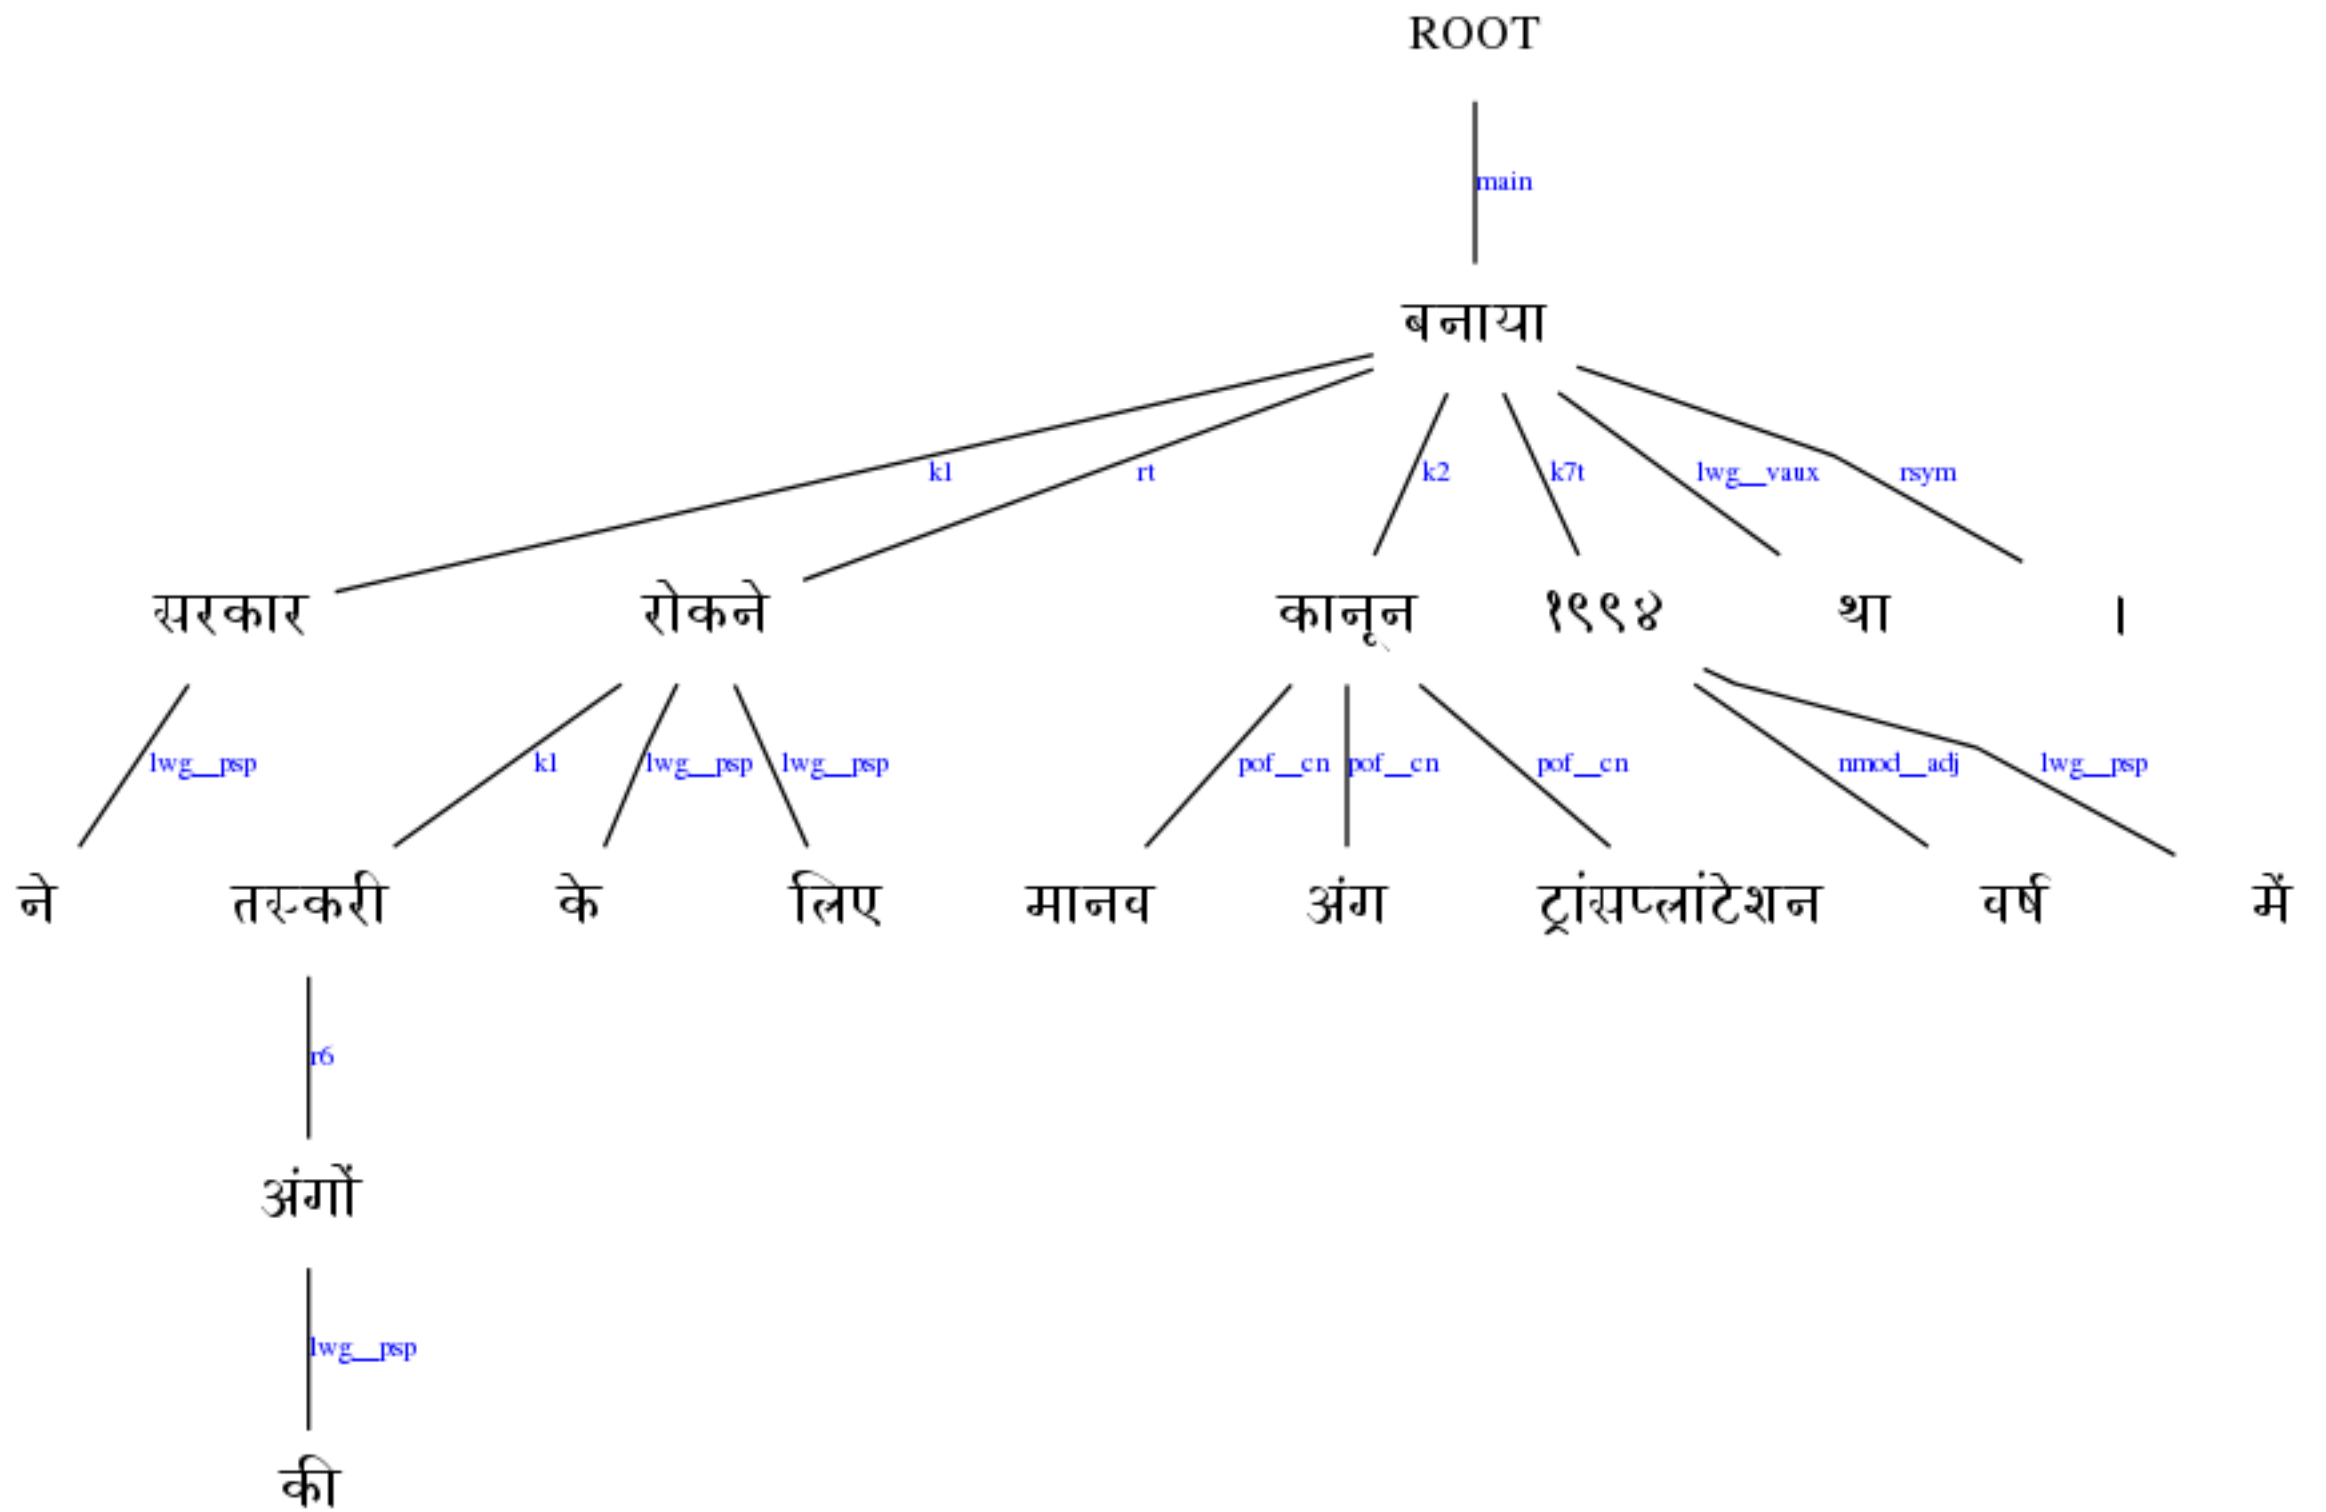 ROOT
main
बनाया
k1 rt k2 k7t lwg__vaux rsym
सरकार रोकने कानून १९९४ था ।
lwg__psp k1 lwg__psp lwg__psp pof__cn pof__cn pof__cn nmod__adj lwg__psp
ने तस्करी के लिए मानव अंग ट्रांसप्लांटेशन वर्ष में
r6
अंगों
lwg__psp
की